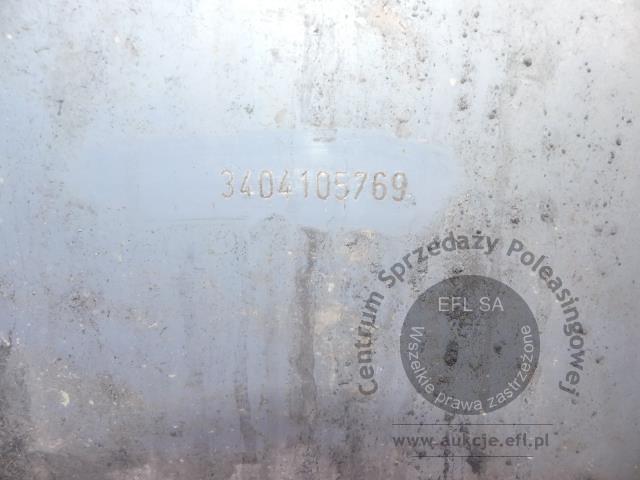 3404105769
Centrum Sprzedaży Poleasingowej
EFL SA
Wszelkie prawa zastrzeżone
www.aukcje.efl.pl